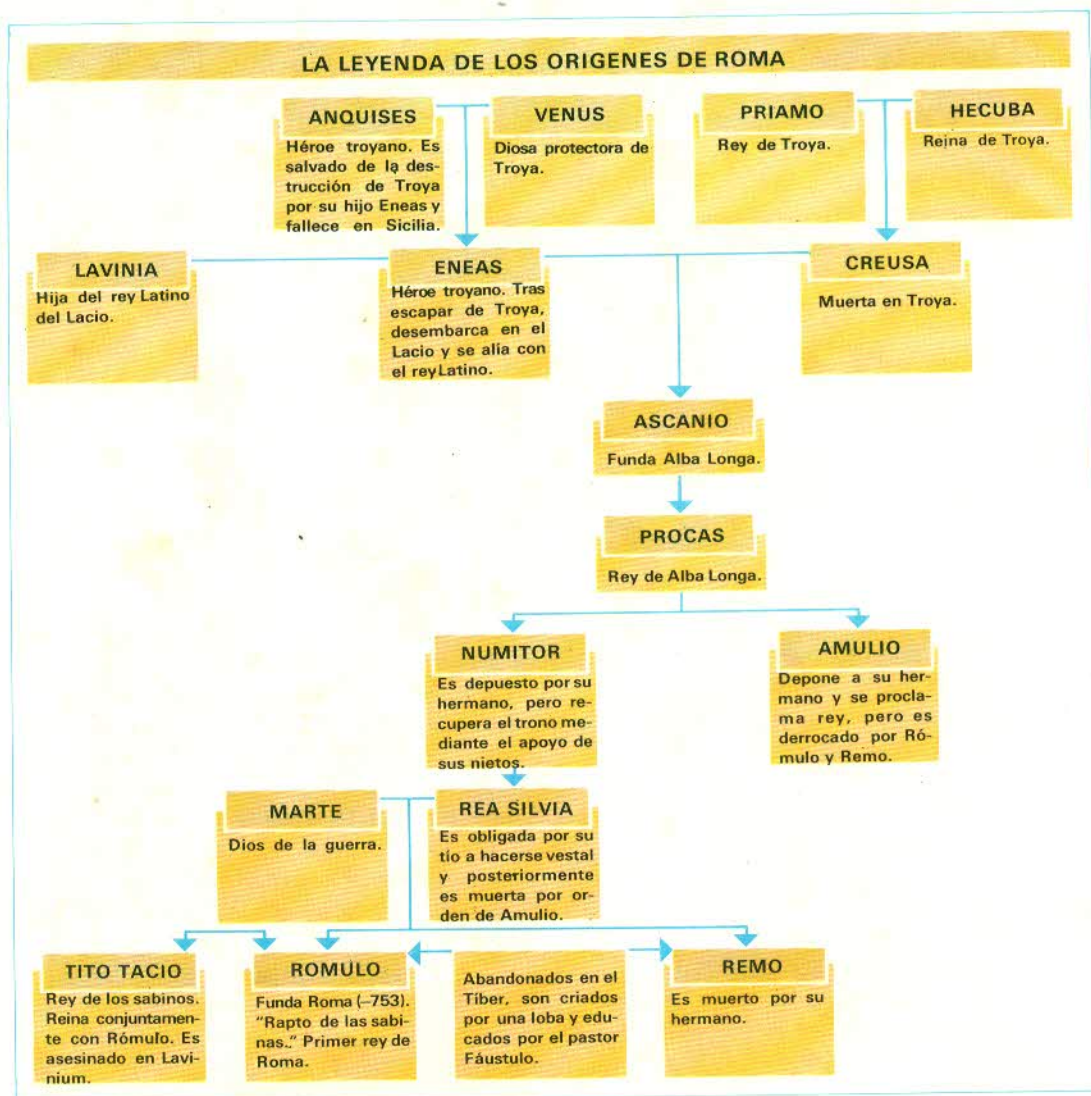 LA LEYENDA DE LOS ORIGENES DE ROMA
ANQUISES
Héroe troyano. Es
salvado de la des-
trucción de Troya
por su hijo Eneas y
fallece en Sicilia.
VENUS
Diosa protectora de
Troya.
PRIAMO
Rey de Troya.
HECUBA
Reina de Troya.
LAVINIA
Hija del rey Latino
del Lacio.
ENEAS
Héroe troyano. Tras
escapar de Troya,
desembarca en el
Lacio y se alía con
el rey Latino.
CREUSA
Muerta en Troya.
ASCANIO
Funda Alba Longa.
PROCAS
Rey de Alba Longa.
NUMITOR
Es depuesto por su
hermano, pero re-
cupera el trono me-
diante el apoyo de
sus nietos.
AMULIO
Depone a su her-
mano y se procla-
ma rey, pero es
derrocado por Ró-
mulo y Remo.
MARTE
Dios de la guerra.
REA SILVIA
Es obligada por su
tío a hacerse vestal
y posteriormente
es muerta por or-
den de Amulio.
TITO TACIO
Rey de los sabinos.
Reina conjuntamen-
te con Rómulo. Es
asesinado en Lavi-
nium.
ROMULO
Funda Roma (–753).
"Rapto de las sabi-
nas.." Primer rey de
Roma.
Abandonados en el
Tíber, son criados
por una loba y edu-
cados por el pastor
Fáustulo.
REMO
Es muerto por su
hermano.